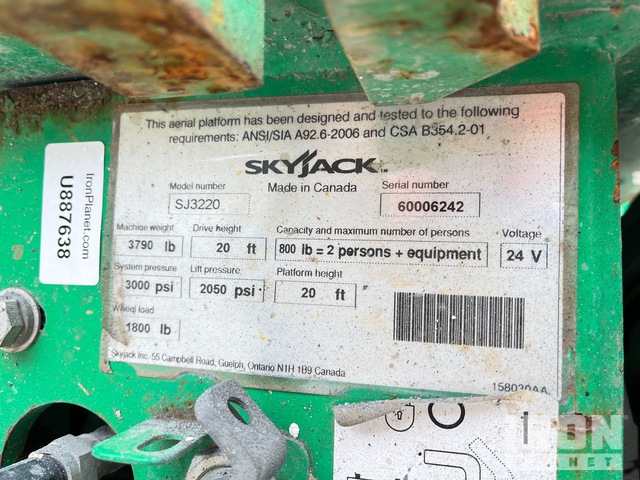 This aerial platform has been designed and tested to the following
requirements: ANSI/SIA A92.6-2006 and CSA B354.2-01
SKYJACK
Made in Canada
Model number
SJ3220
Serial number
60006242
Machine weight
3790 lb
Drive height
20 ft
Capacity and maximum number of persons
800 lb = 2 persons + equipment
Voltage
24 V
System pressure
3000 psi
Lift pressure
2050 psi
Platform height
20 ft
Wheel load
1800 lb
Skyjack Inc. 55 Campbell Road, Guelph, Ontario N1H 1B9 Canada
158030AA
IronPlanet.com
U887638
IRON
PLANET